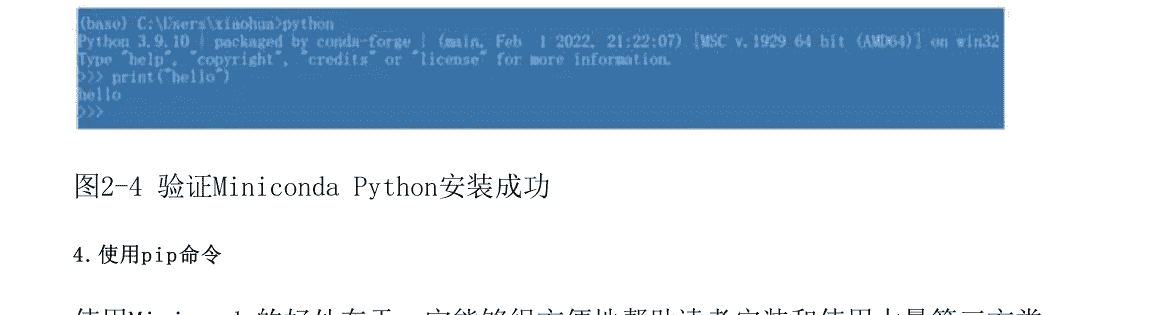 (base) C:\Users\xiaohua>python
Python 3.9.10 | packaged by conda-forge | (main, Feb  1 2022, 21:22:07) [MSC v.1929 64 bit (AMD64)] on win32
Type "help", "copyright", "credits" or "license" for more information.
>>> print("hello")
hello
>>>
图2-4 验证Miniconda Python安装成功
4.使用pip命令